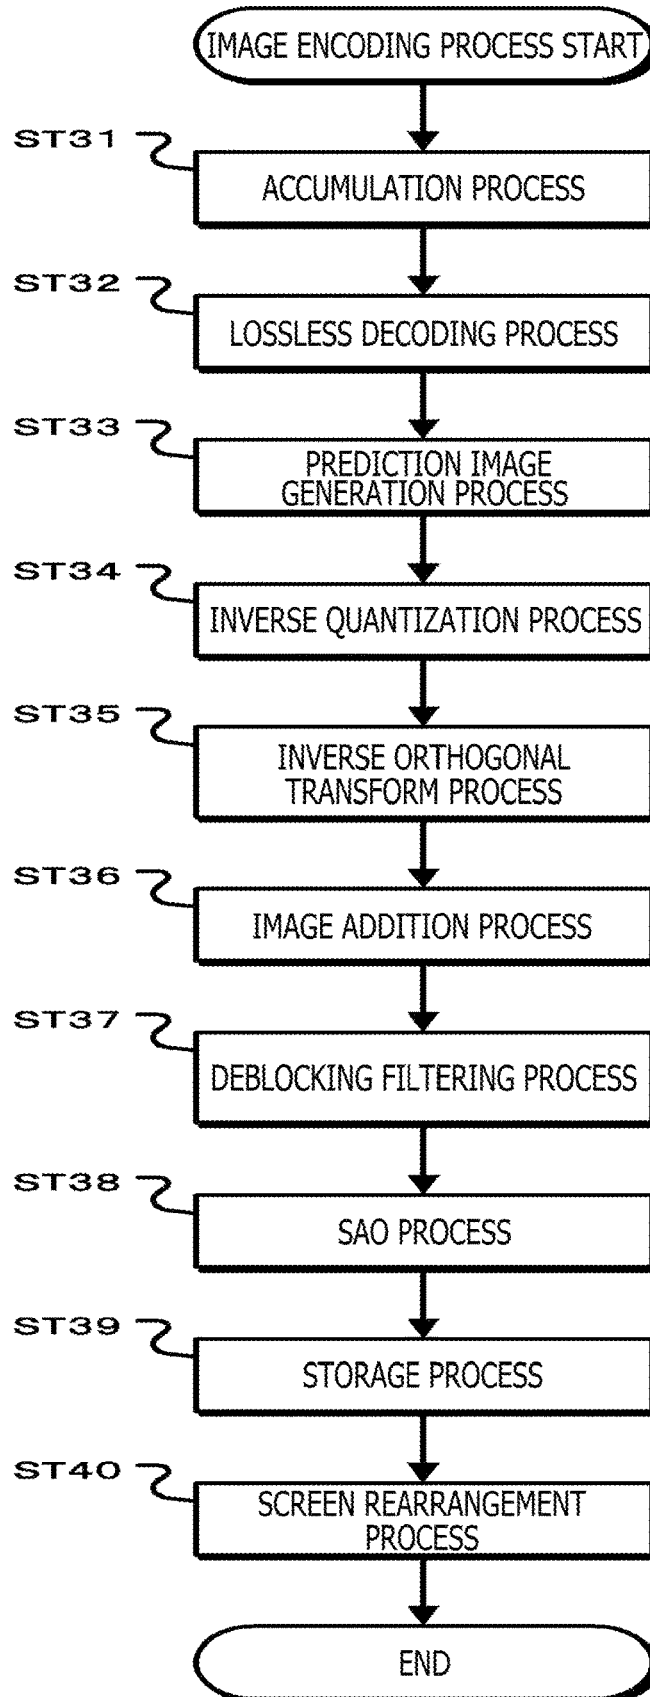 IMAGE ENCODING PROCESS START
ST31
ACCUMULATION PROCESS
ST32
LOSSLESS DECODING PROCESS
ST33
PREDICTION IMAGE
GENERATION PROCESS
ST34
INVERSE QUANTIZATION PROCESS
ST35
INVERSE ORTHOGONAL
TRANSFORM PROCESS
ST36
IMAGE ADDITION PROCESS
ST37
DEBLOCKING FILTERING PROCESS
ST38
SAO PROCESS
ST39
STORAGE PROCESS
ST40
SCREEN REARRANGEMENT
PROCESS
END